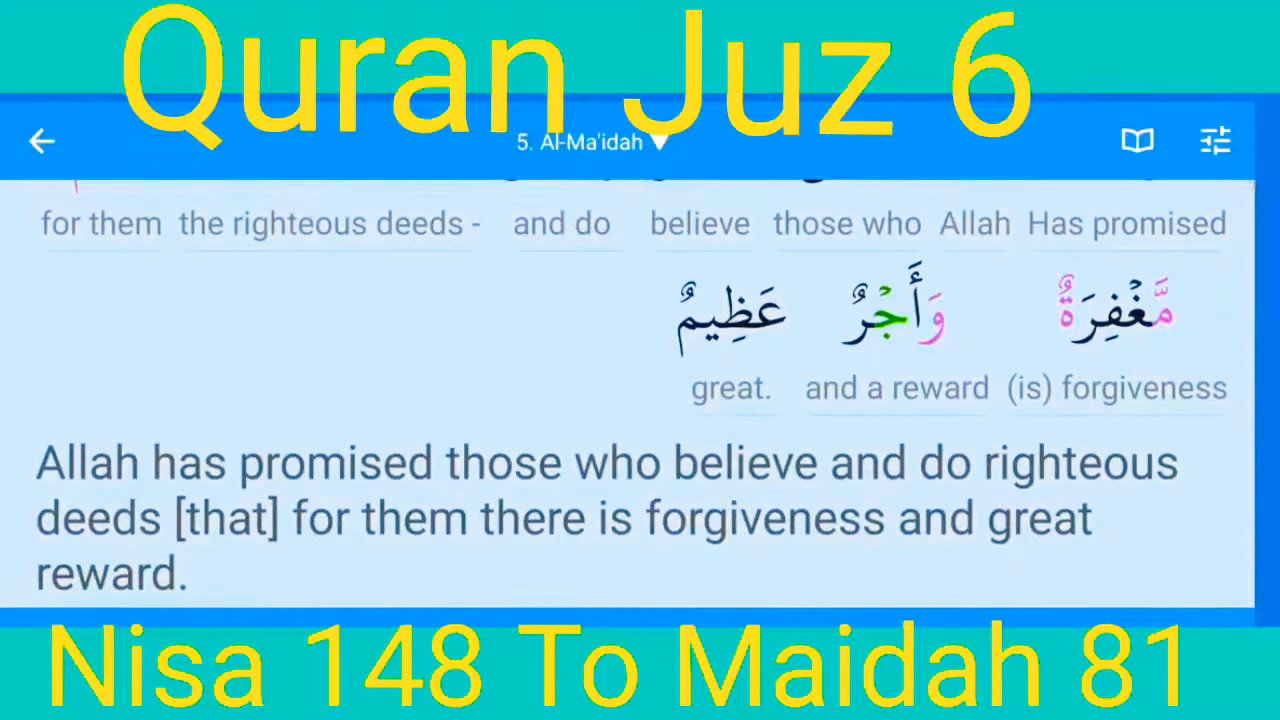 Quran Juz 6
5. Al-Ma'idah
for them the righteous deeds - and do believe those who Allah Has promised
مَّغْفِرَةٌ وَأَجْرٌ عَظِيمٌ
great. and a reward (is) forgiveness
Allah has promised those who believe and do righteous
deeds [that] for them there is forgiveness and great
reward.
Nisa 148 To Maidah 81